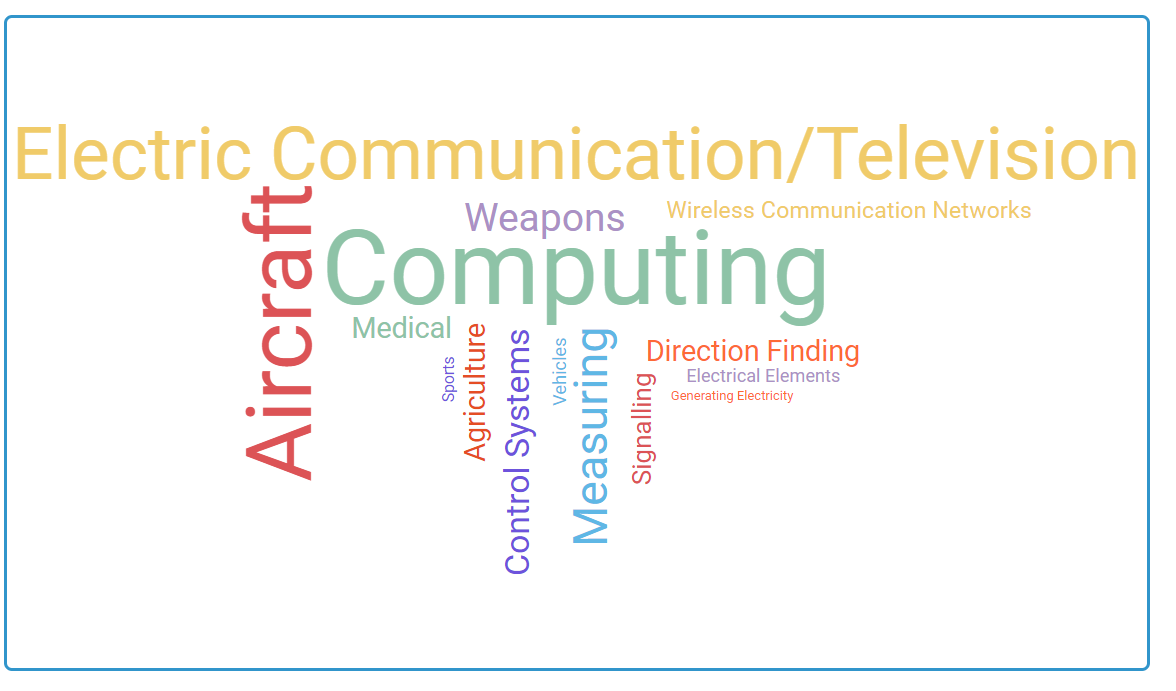 Electric Communication/Television
Aircraft
Weapons
Wireless Communication Networks
Computing
Medical
Sports
Agriculture
Control Systems
Vehicles
Measuring
Signalling
Direction Finding
Electrical Elements
Generating Electricity